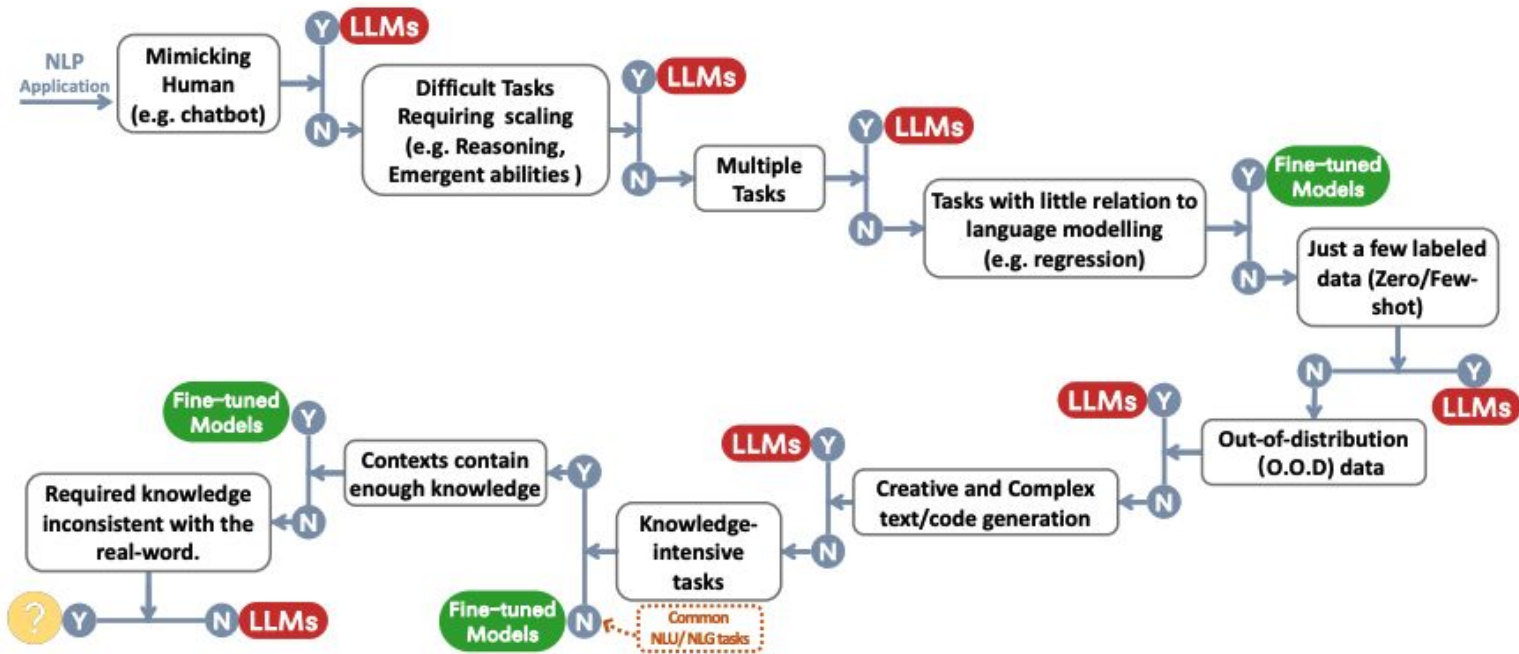 NLP
Application
Mimicking
Human
(e.g. chatbot)
Y
LLMs
N
Difficult Tasks
Requiring scaling
(e.g. Reasoning,
Emergent abilities )
Y
LLMs
N
Multiple
Tasks
Y
LLMs
N
Tasks with little relation to
language modelling
(e.g. regression)
Y
Fine-tuned
Models
N
Just a few labeled
data (Zero/Few-
shot)
N
Y
LLMs
Out-of-distribution
(O.O.D) data
LLMs
Y
N
Creative and Complex
text/code generation
LLMs
Y
N
Knowledge-
intensive
tasks
Y
Fine-tuned
Models
N
Common
NLU/ NLG tasks
Contexts contain
enough knowledge
Fine-tuned
Models
Y
N
Required knowledge
inconsistent with the
real-word.
?
Y
N
LLMs